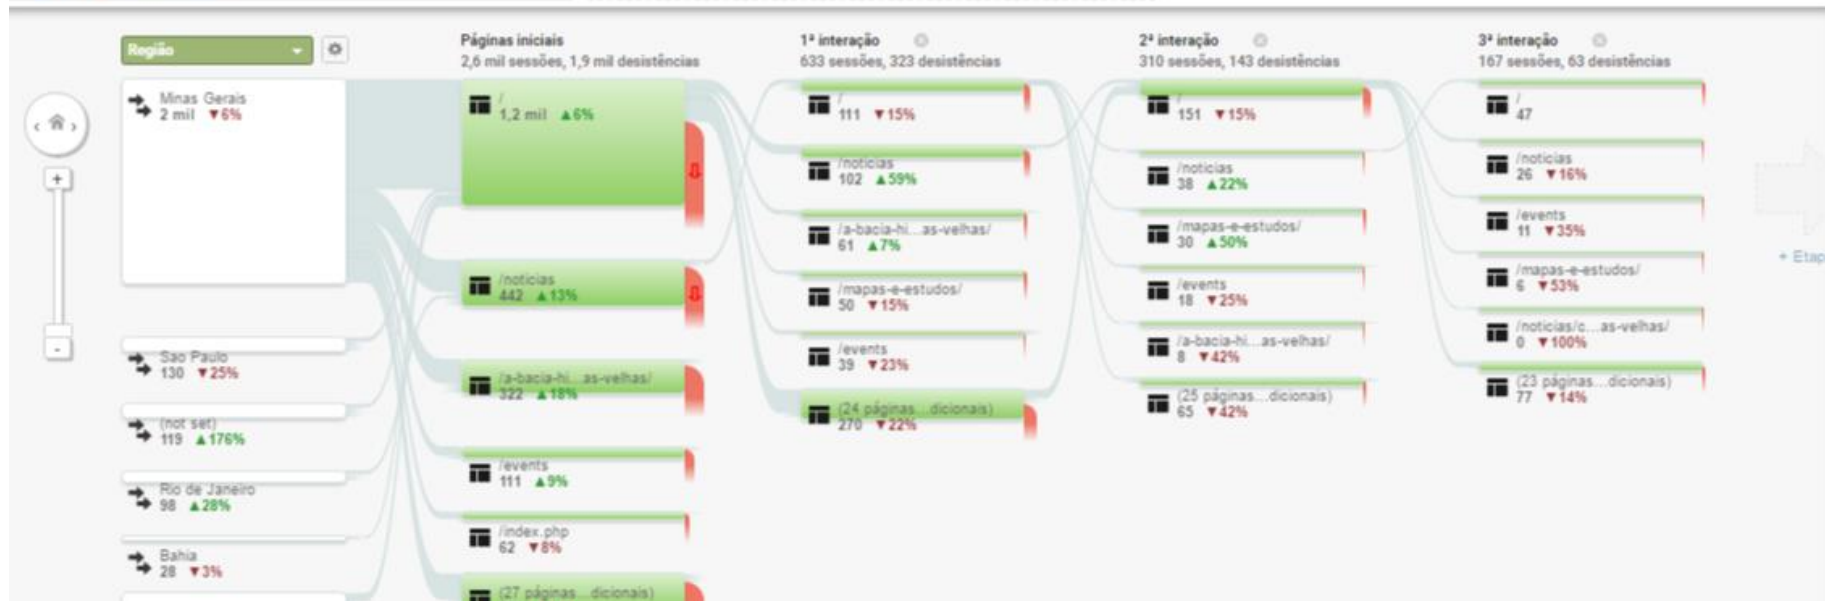 Região
Minas Gerais
2 mil ▼6%
Sao Paulo
130 ▼25%
(not set)
119 ▲176%
Rio de Janeiro
98 ▲28%
Bahia
28 ▼3%
Páginas iniciais
2,6 mil sessões, 1,9 mil desistências
/
1,2 mil ▲6%
/noticias
442 ▲13%
/a-bacia-hi...as-velhas/
322 ▲18%
/events
111 ▲9%
/index.php
62 ▼8%
(27 páginas...dicionais)
1ª interação
633 sessões, 323 desistências
/
111 ▼15%
/noticias
102 ▲59%
/a-bacia-hi...as-velhas/
61 ▲7%
/mapas-e-estudos/
50 ▼15%
/events
39 ▼23%
(24 páginas...dicionais)
270 ▼22%
2ª interação
310 sessões, 143 desistências
/
151 ▼15%
/noticias
38 ▲22%
/mapas-e-estudos/
30 ▲50%
/events
18 ▼25%
/a-bacia-hi...as-velhas/
8 ▼42%
(25 páginas...dicionais)
65 ▼42%
3ª interação
167 sessões, 63 desistências
/
47
/noticias
26 ▼16%
/events
11 ▼35%
/mapas-e-estudos/
6 ▼53%
/noticias/c...as-velhas/
0 ▼100%
(23 páginas...dicionais)
77 ▼14%
+ Etap